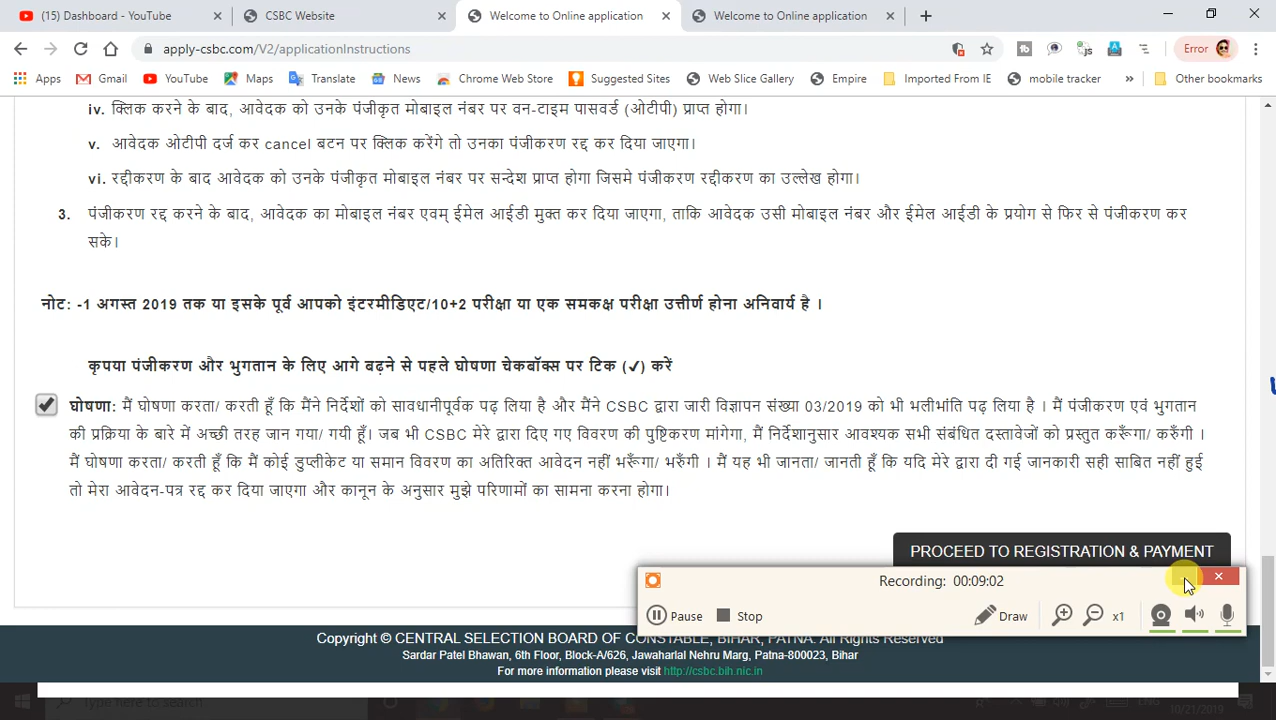 (15) Dashboard - YouTube
CSBC Website
Welcome to Online application
Welcome to Online application
apply-csbc.com/V2/applicationInstructions
Error
Apps
Gmail
YouTube
Maps
Translate
News
Chrome Web Store
Suggested Sites
Web Slice Gallery
Empire
Imported From IE
mobile tracker
»
Other bookmarks
iv. क्लिक करने के बाद, आवेदक को उनके पंजीकृत मोबाइल नंबर पर वन-टाइम पासवर्ड (ओटीपी) प्राप्त होगा।
v. आवेदक ओटीपी दर्ज कर cancel बटन पर क्लिक करेंगे तो उनका पंजीकरण रद्द कर दिया जाएगा।
vi. रद्दीकरण के बाद आवेदक को उनके पंजीकृत मोबाइल नंबर पर सन्देश प्राप्त होगा जिसमे पंजीकरण रद्दीकरण का उल्लेख होगा।
3. पंजीकरण रद्द करने के बाद, आवेदक का मोबाइल नंबर एवम् ईमेल आईडी मुक्त कर दिया जाएगा, ताकि आवेदक उसी मोबाइल नंबर और ईमेल आईडी के प्रयोग से फिर से पंजीकरण कर
सके।
नोट: -1 अगस्त 2019 तक या इसके पूर्व आपको इंटरमीडिएट/10+2 परीक्षा या एक समकक्ष परीक्षा उत्तीर्ण होना अनिवार्य है ।
कृपया पंजीकरण और भुगतान के लिए आगे बढ़ने से पहले घोषणा चेकबॉक्स पर टिक (✓) करें
घोषणा: मैं घोषणा करता/ करती हूँ कि मैंने निर्देशों को सावधानीपूर्वक पढ़ लिया है और मैंने CSBC द्वारा जारी विज्ञापन संख्या 03/2019 को भी भलीभांति पढ़ लिया है । मैं पंजीकरण एवं भुगतान
की प्रक्रिया के बारे में अच्छी तरह जान गया/ गयी हूँ। जब भी CSBC मेरे द्वारा दिए गए विवरण की पुष्टिकरण मांगेगा, मैं निर्देशानुसार आवश्यक सभी संबंधित दस्तावेजों को प्रस्तुत करूँगा/ करुँगी ।
मैं घोषणा करता/ करती हूँ कि मैं कोई डुप्लीकेट या समान विवरण का अतिरिक्त आवेदन नहीं भरूँगा/ भरुँगी । मैं यह भी जानता/ जानती हूँ कि यदि मेरे द्वारा दी गई जानकारी सही साबित नहीं हुई
तो मेरा आवेदन-पत्र रद्द कर दिया जाएगा और कानून के अनुसार मुझे परिणामों का सामना करना होगा।
PROCEED TO REGISTRATION & PAYMENT
Recording: 00:09:02
Pause
Stop
Draw
x1
Copyright © CENTRAL SELECTION BOARD OF CONSTABLE, BIHAR, PATNA. All Rights Reserved
Sardar Patel Bhawan, 6th Floor, Block-A/626, Jawaharlal Nehru Marg, Patna-800023, Bihar
For more information please visit http://csbc.bih.nic.in
Type here to search
10/21/2019